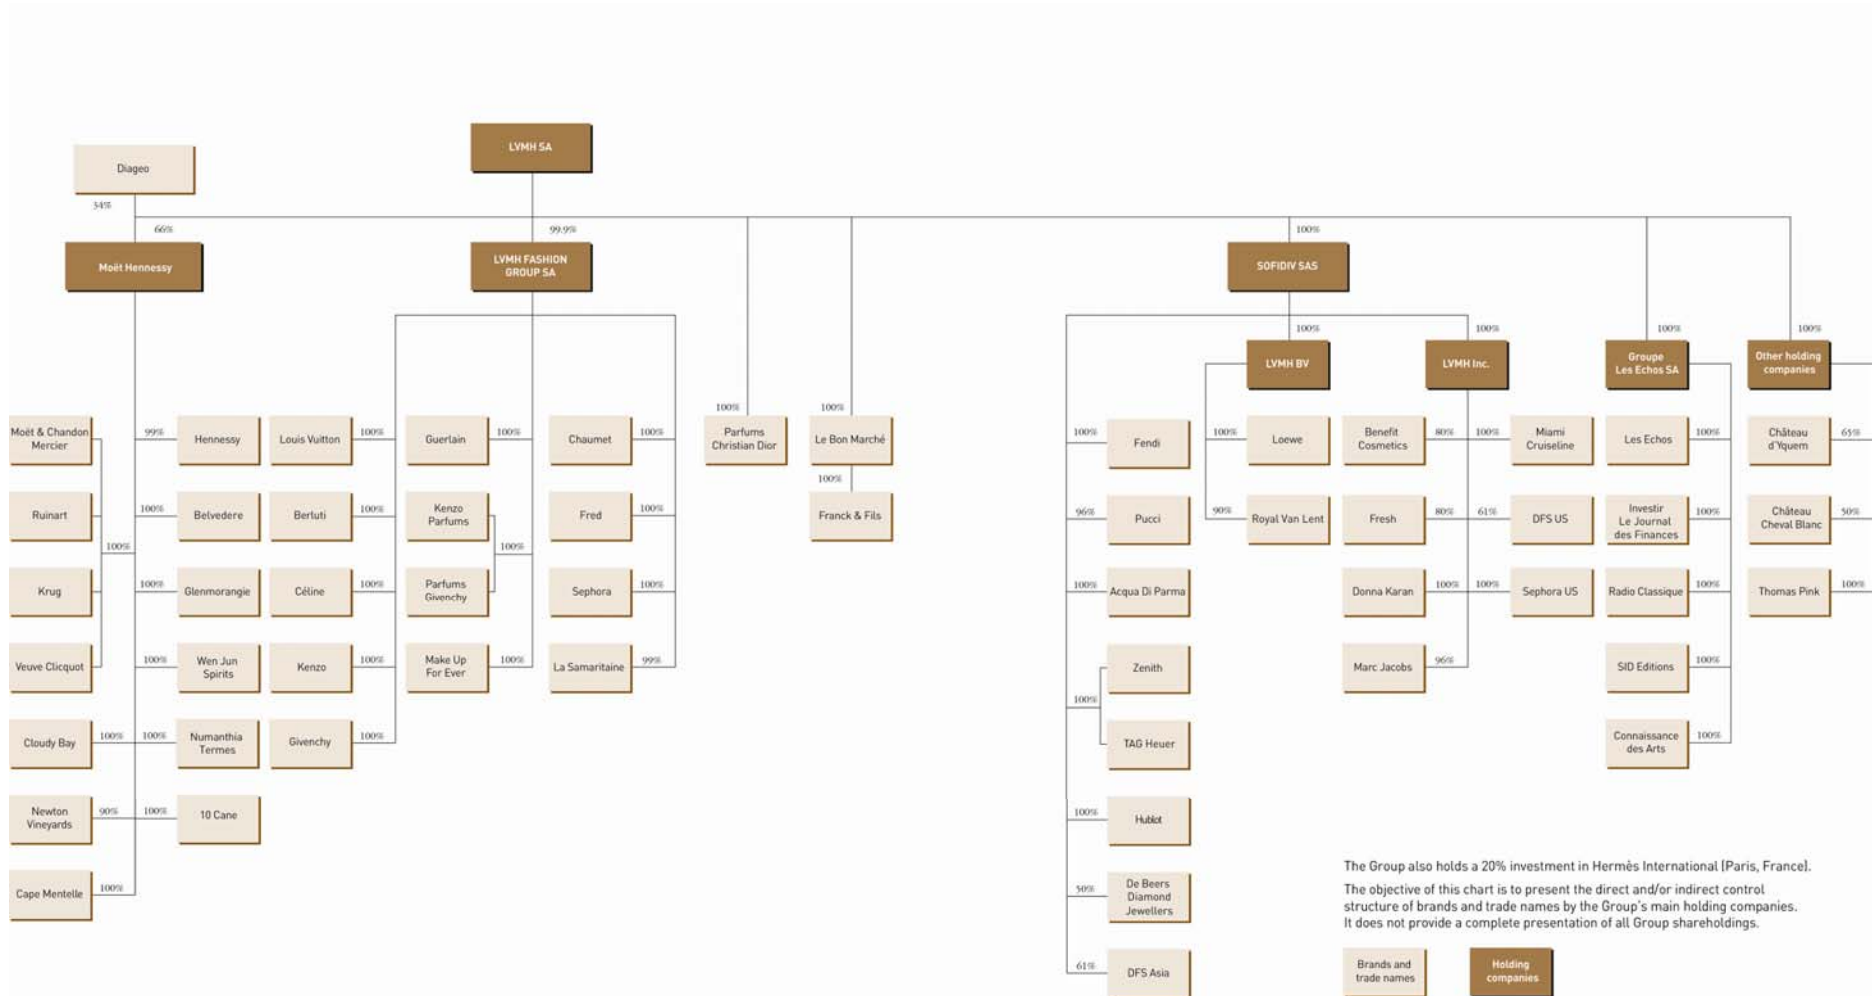 LVMH SA
Diageo
34%
66%
99.9%
100%
Moët Hennessy
LVMH FASHION
GROUP SA
SOFIDIV SAS
100%
100%
100%
100%
LVMH BV
LVMH Inc.
Groupe
Les Echos SA
Other holding
companies
Moët & Chandon
Mercier
99%
Hennessy
Louis Vuitton
100%
Guerlain
100%
Chaumet
100%
100%
Parfums
Christian Dior
100%
Le Bon Marché
100%
Fendi
100%
Loewe
Benefit
Cosmetics
80%
100%
Miami
Cruiseline
Les Echos
100%
Château
d'Yquem
65%
Ruinart
100%
Belvedere
Berluti
100%
Kenzo
Parfums
Fred
100%
100%
Franck & Fils
96%
Pucci
90%
Royal Van Lent
Fresh
80%
61%
DFS US
Investir
Le Journal
des Finances
100%
Château
Cheval Blanc
50%
100%
100%
Krug
100%
Glenmorangie
Céline
100%
Parfums
Givenchy
Sephora
100%
100%
Acqua Di Parma
Donna Karan
100%
100%
Sephora US
Radio Classique
100%
Thomas Pink
100%
Veuve Clicquot
100%
Wen Jun
Spirits
Kenzo
100%
Make Up
For Ever
100%
La Samaritaine
99%
Zenith
Marc Jacobs
96%
SID Editions
100%
100%
Cloudy Bay
100%
100%
Numanthia
Termes
Givenchy
100%
TAG Heuer
Connaissance
des Arts
100%
Newton
Vineyards
90%
100%
10 Cane
100%
Hublot
Cape Mentelle
100%
50%
De Beers
Diamond
Jewellers
61%
DFS Asia
The Group also holds a 20% investment in Hermès International (Paris, France).
The objective of this chart is to present the direct and/or indirect control
structure of brands and trade names by the Group's main holding companies.
It does not provide a complete presentation of all Group shareholdings.
Brands and
trade names
Holding
companies